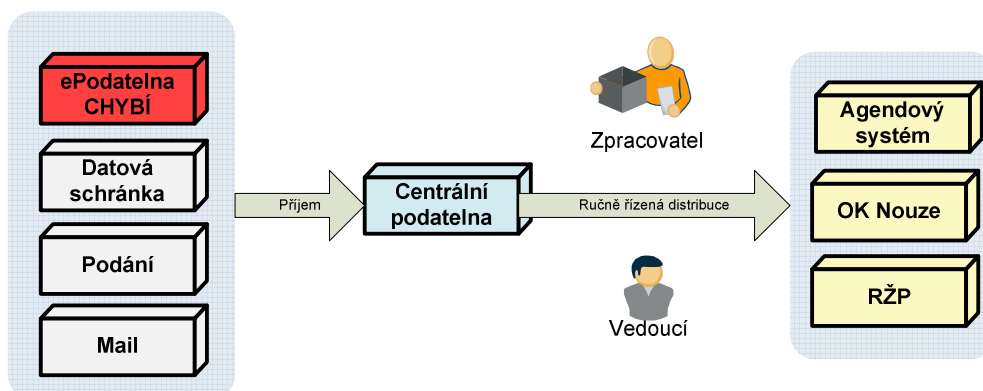 ePodatelna
CHYBÍ
Datová
schránka
Podání
Mail
Příjem
Centrální
podatelna
Zpracovatel
Ručně řízená distribuce
Vedoucí
Agendový
systém
OK Nouze
RŽP